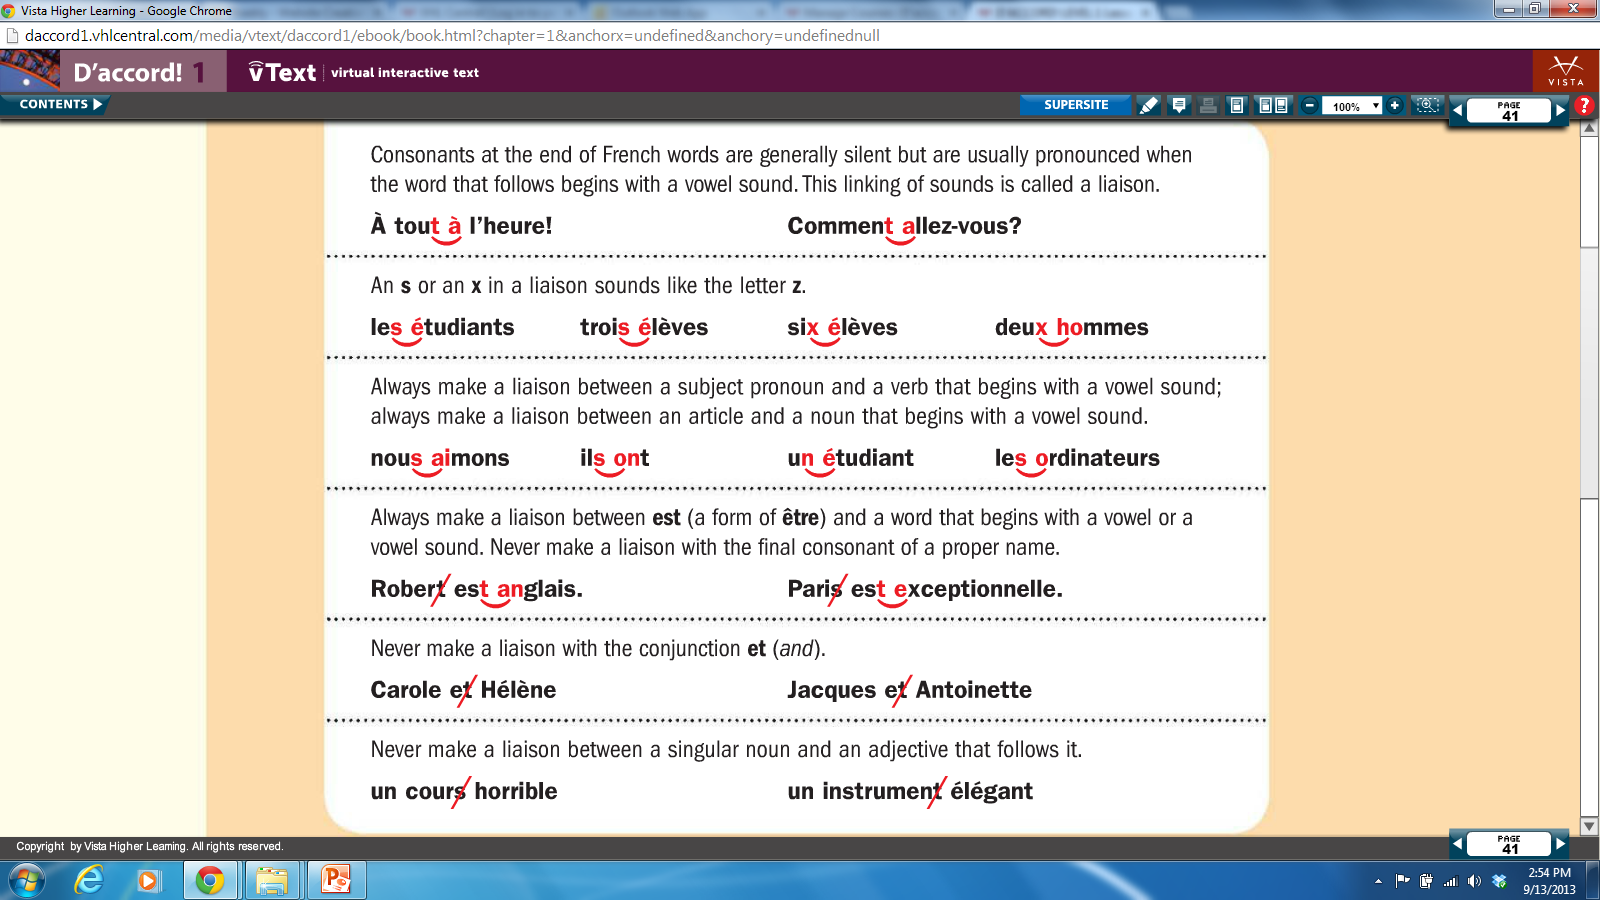 Vista Higher Learning - Google Chrome
daccord1.vhlcentral.com/media/vtext/daccord1/ebook/book.html?chapter=1&anchorx=undefined&anchory=undefinednull
D'accord! 1 vText virtual interactive text VISTA
CONTENTS SUPERSITE 100% PAGE 41 ?
Consonants at the end of French words are generally silent but are usually pronounced when
the word that follows begins with a vowel sound. This linking of sounds is called a liaison.
À tout à l'heure! Comment allez-vous?
An s or an x in a liaison sounds like the letter z.
les étudiants trois élèves six élèves deux hommes
Always make a liaison between a subject pronoun and a verb that begins with a vowel sound;
always make a liaison between an article and a noun that begins with a vowel sound.
nous aimons ils ont un étudiant les ordinateurs
Always make a liaison between est (a form of être) and a word that begins with a vowel or a
vowel sound. Never make a liaison with the final consonant of a proper name.
Robert est anglais. Paris est exceptionnelle.
Never make a liaison with the conjunction et (and).
Carole et Hélène Jacques et Antoinette
Never make a liaison between a singular noun and an adjective that follows it.
un cours horrible un instrument élégant
Copyright by Vista Higher Learning. All rights reserved. PAGE 41
2:54 PM
9/13/2013